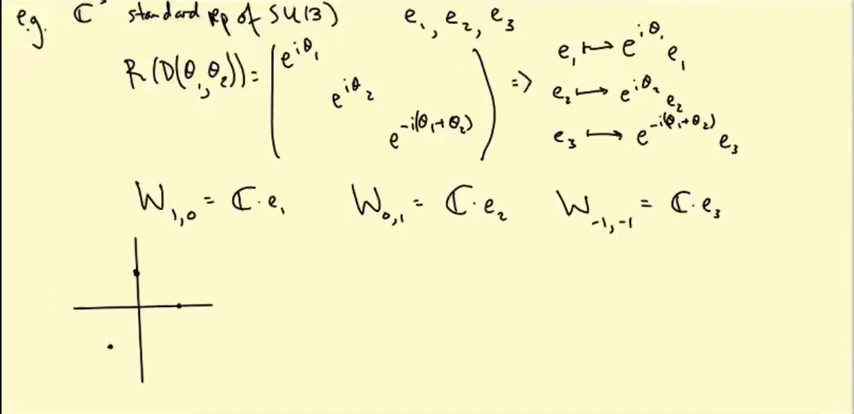 e.g. ℂ³ standard rep of SU(3) e₁, e₂, e₃
R(D(θ₁, θ₂)) = (e^{iθ₁} e^{iθ₂} e^{-i(θ₁+θ₂)}) ⇒ e₁ ↦ e^{iθ₁} e₁
e₂ ↦ e^{iθ₂} e₂
e₃ ↦ e^{-i(θ₁+θ₂)} e₃
W₁,₀ = ℂ·e₁ W₀,₁ = ℂ·e₂ W₋₁,₋₁ = ℂ·e₃